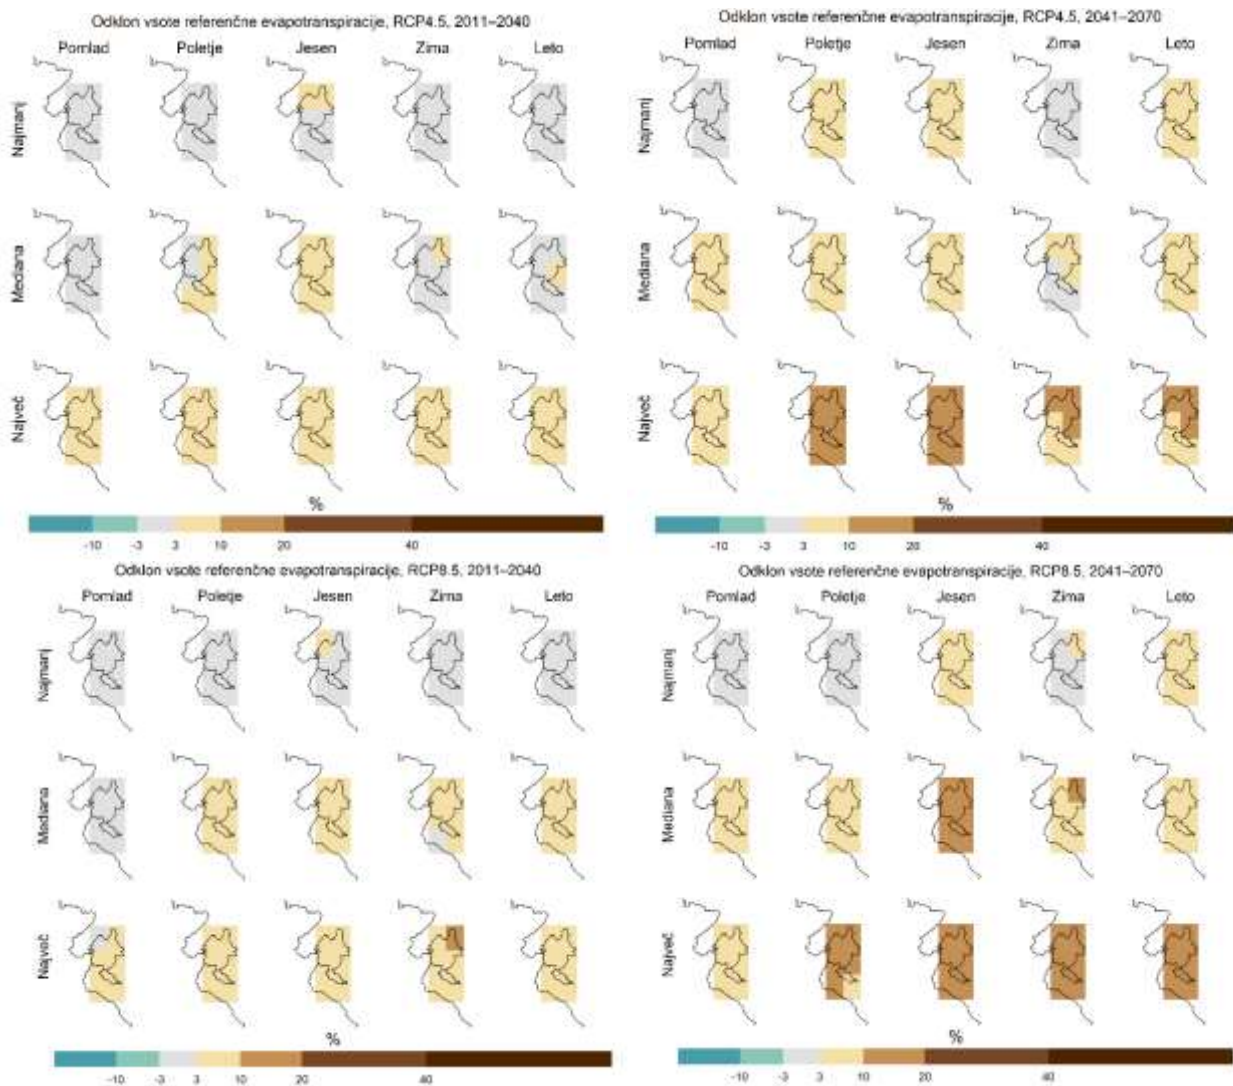 Odklon vsote referenčne evapotranspiracije, RCP4.5, 2011–2040
Pomlad Poletje Jesen Zima Leto
Najmanj
Mediana
Največ
%
-10 -3 3 10 20 40
Odklon vsote referenčne evapotranspiracije, RCP4.5, 2041–2070
Pomlad Poletje Jesen Zima Leto
Najmanj
Mediana
Največ
%
-10 -3 3 10 20 40
Odklon vsote referenčne evapotranspiracije, RCP8.5, 2011–2040
Pomlad Poletje Jesen Zima Leto
Najmanj
Mediana
Največ
%
-10 -3 3 10 20 40
Odklon vsote referenčne evapotranspiracije, RCP8.5, 2041–2070
Pomlad Poletje Jesen Zima Leto
Najmanj
Mediana
Največ
%
-10 -3 3 10 20 40